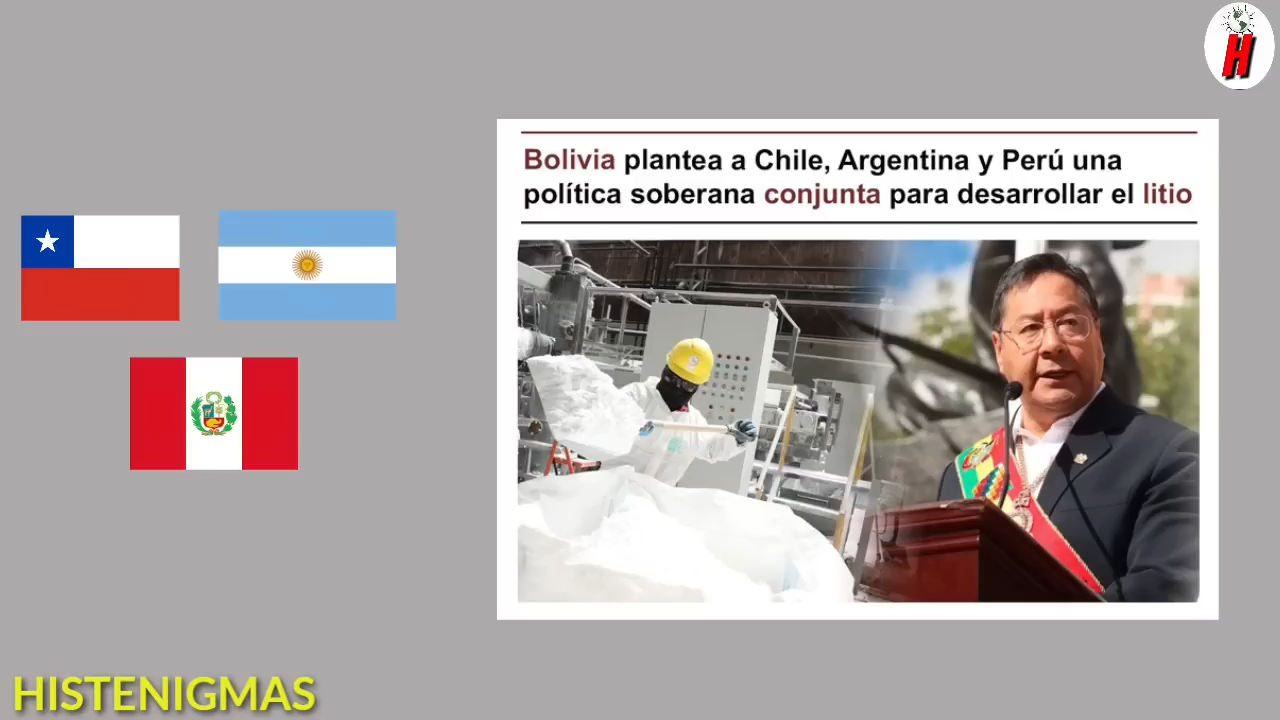 H
Bolivia plantea a Chile, Argentina y Perú una
política soberana conjunta para desarrollar el litio
HISTENIGMAS